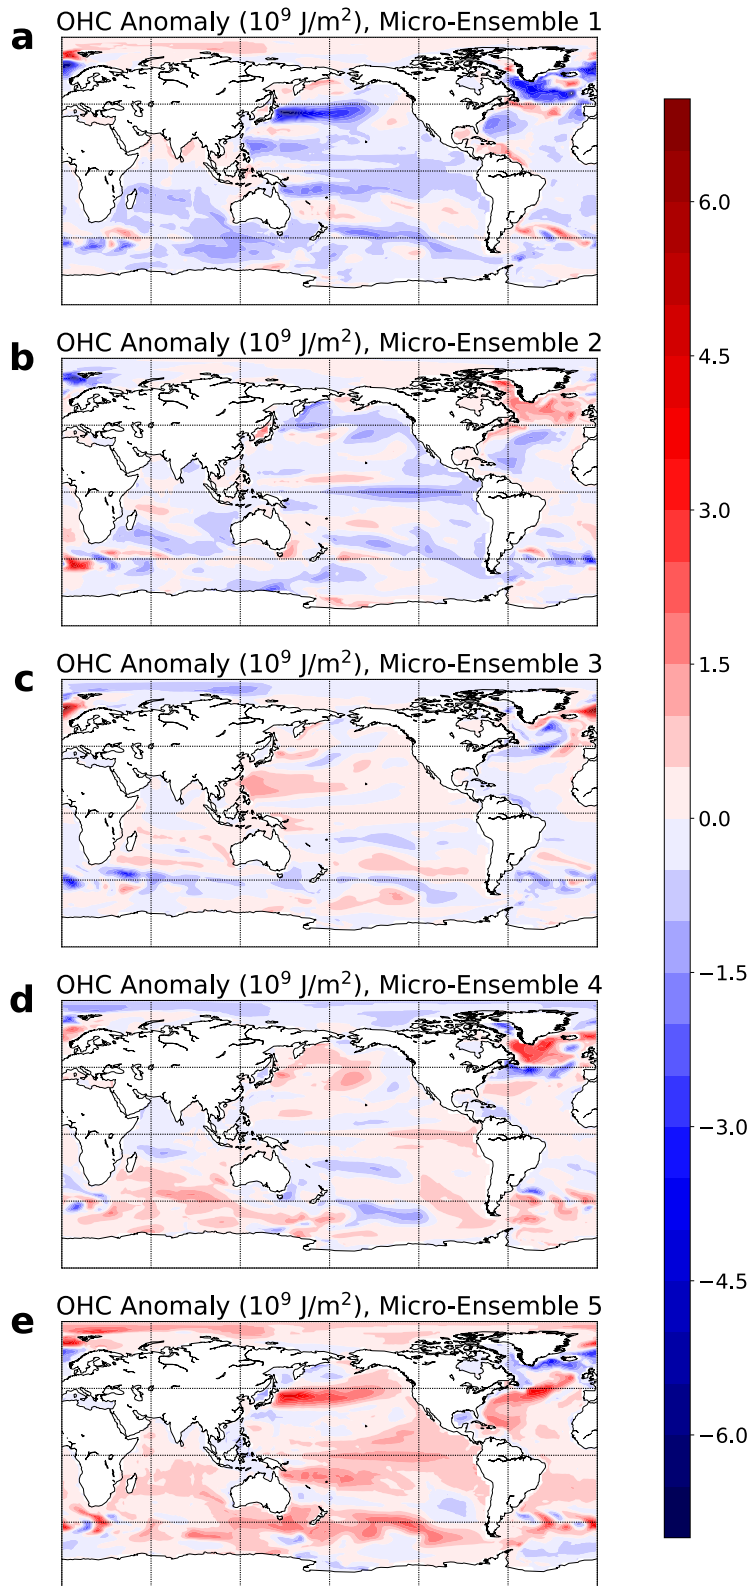 a
OHC Anomaly (10⁹ J/m²), Micro-Ensemble 1
b
OHC Anomaly (10⁹ J/m²), Micro-Ensemble 2
c
OHC Anomaly (10⁹ J/m²), Micro-Ensemble 3
d
OHC Anomaly (10⁹ J/m²), Micro-Ensemble 4
e
OHC Anomaly (10⁹ J/m²), Micro-Ensemble 5
6.0
4.5
3.0
1.5
0.0
−1.5
−3.0
−4.5
−6.0